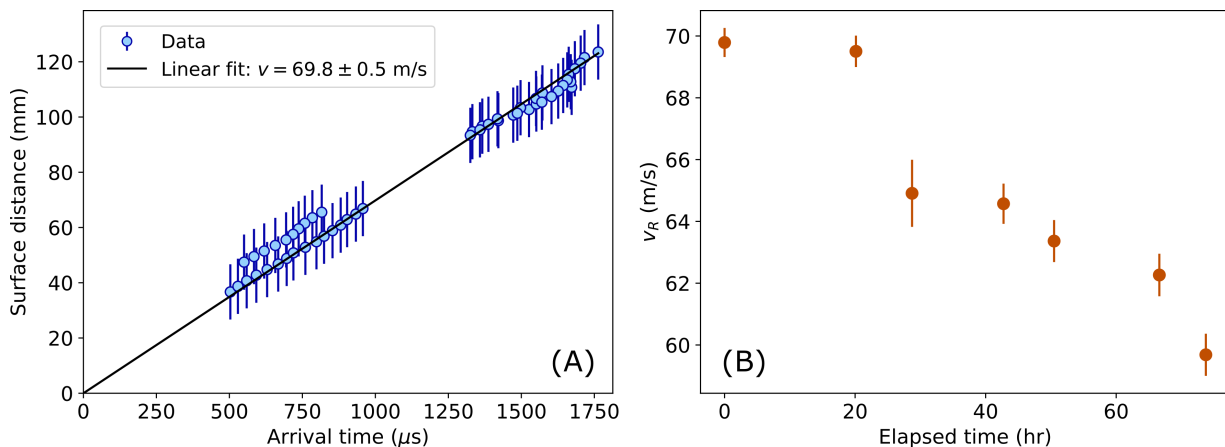 Data
Linear fit: v = 69.8 ± 0.5 m/s
Surface distance (mm)
0
20
40
60
80
100
120
(A)
0 250 500 750 1000 1250 1500 1750
Arrival time (μs)
v_R (m/s)
70
68
66
64
62
60
(B)
0 20 40 60
Elapsed time (hr)